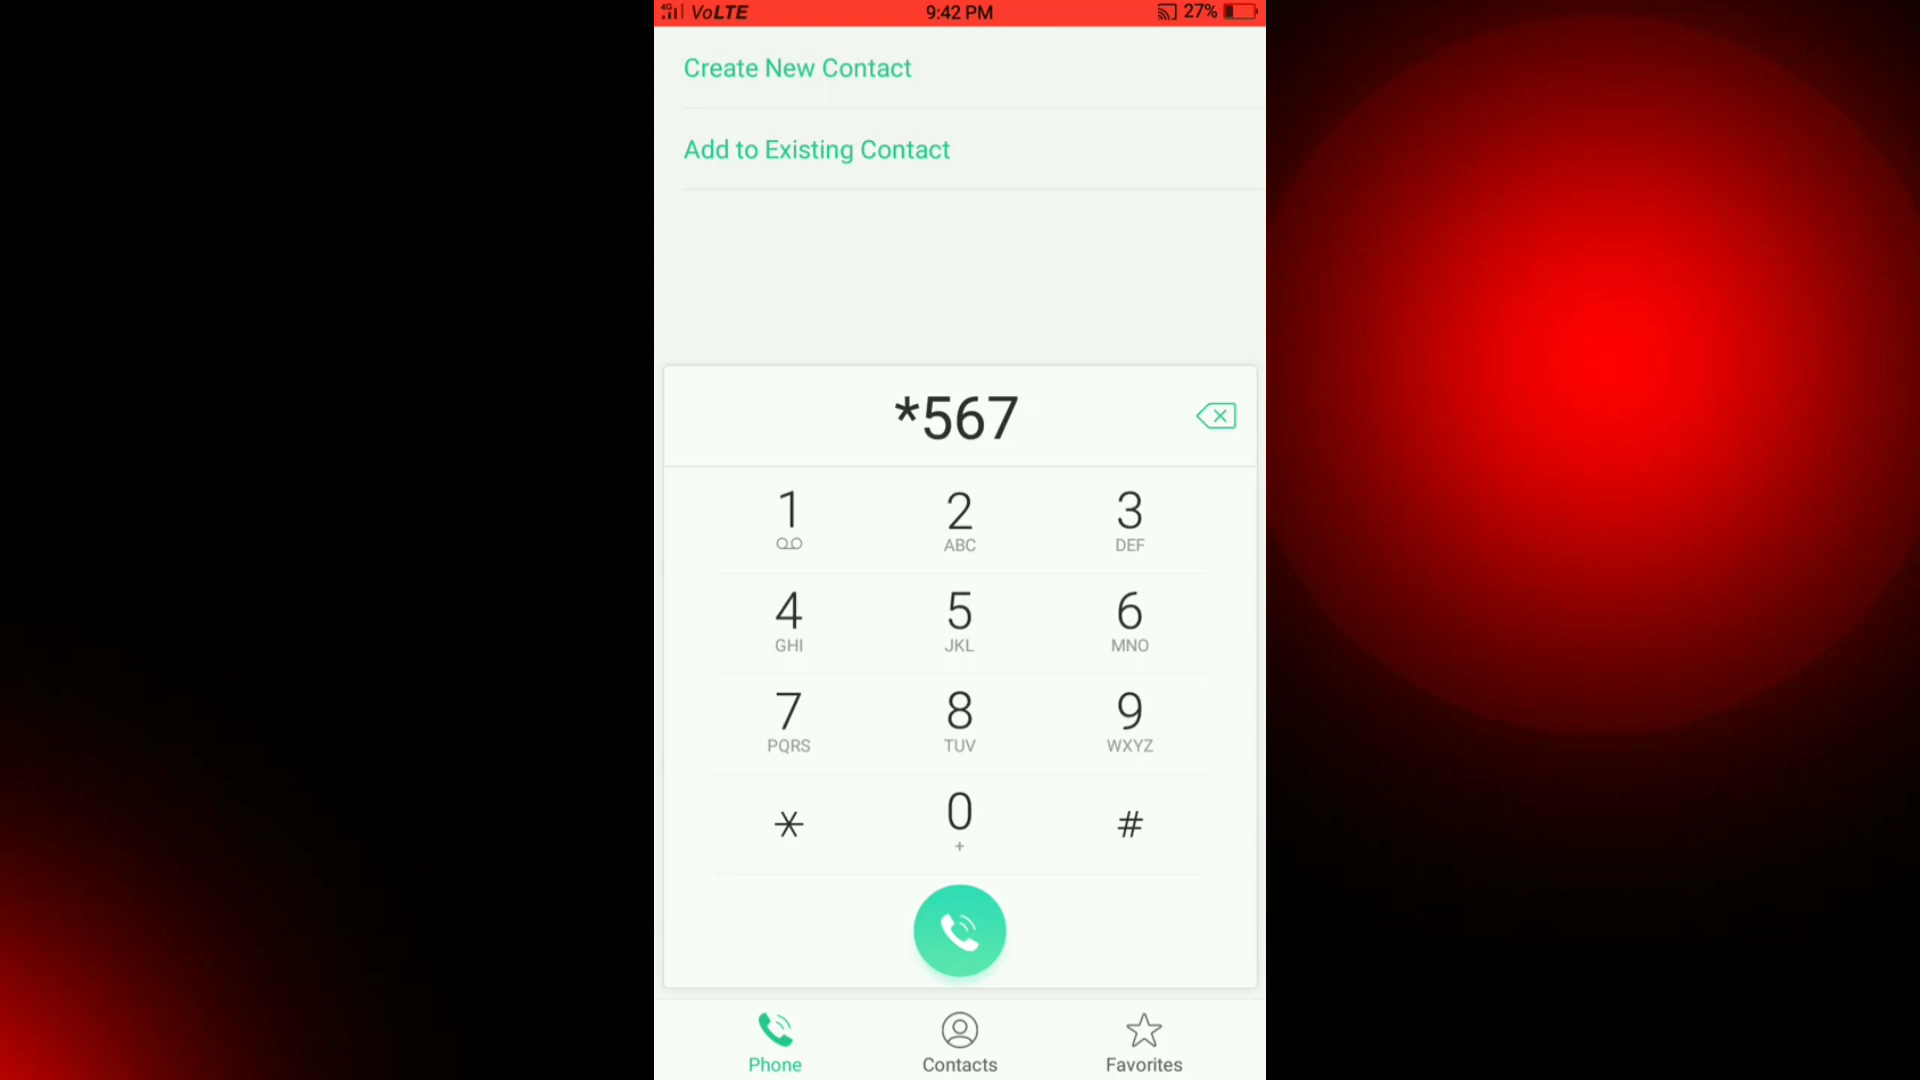 4G VoLTE 9:42 PM 27%
Create New Contact
Add to Existing Contact
*567
1 2 3
ABC DEF
4 5 6
GHI JKL MNO
7 8 9
PQRS TUV WXYZ
* 0 #
+
Phone Contacts Favorites